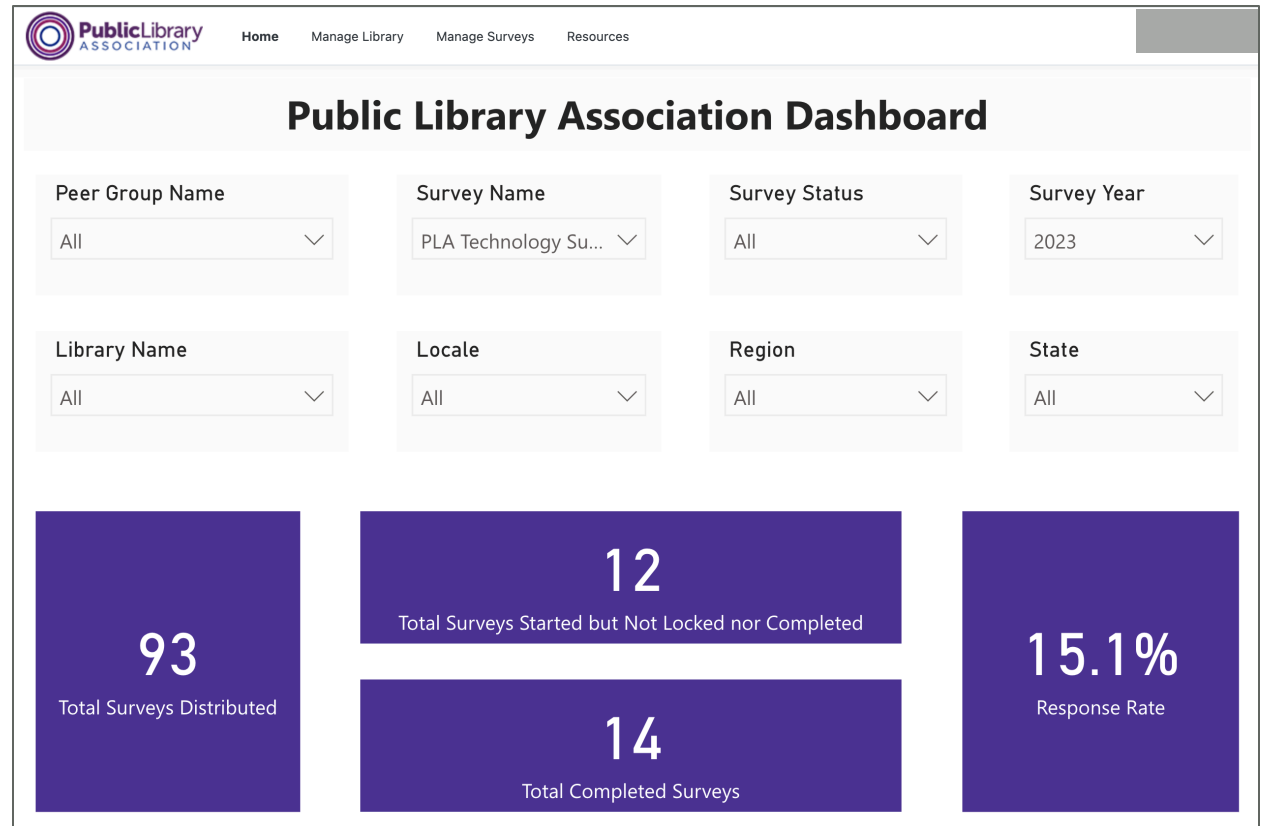 PublicLibrary
ASSOCIATION
Home Manage Library Manage Surveys Resources
Public Library Association Dashboard
Peer Group Name Survey Name Survey Status Survey Year
All PLA Technology Su... All 2023
Library Name Locale Region State
All All All All
12
Total Surveys Started but Not Locked nor Completed
93
Total Surveys Distributed
15.1%
Response Rate
14
Total Completed Surveys